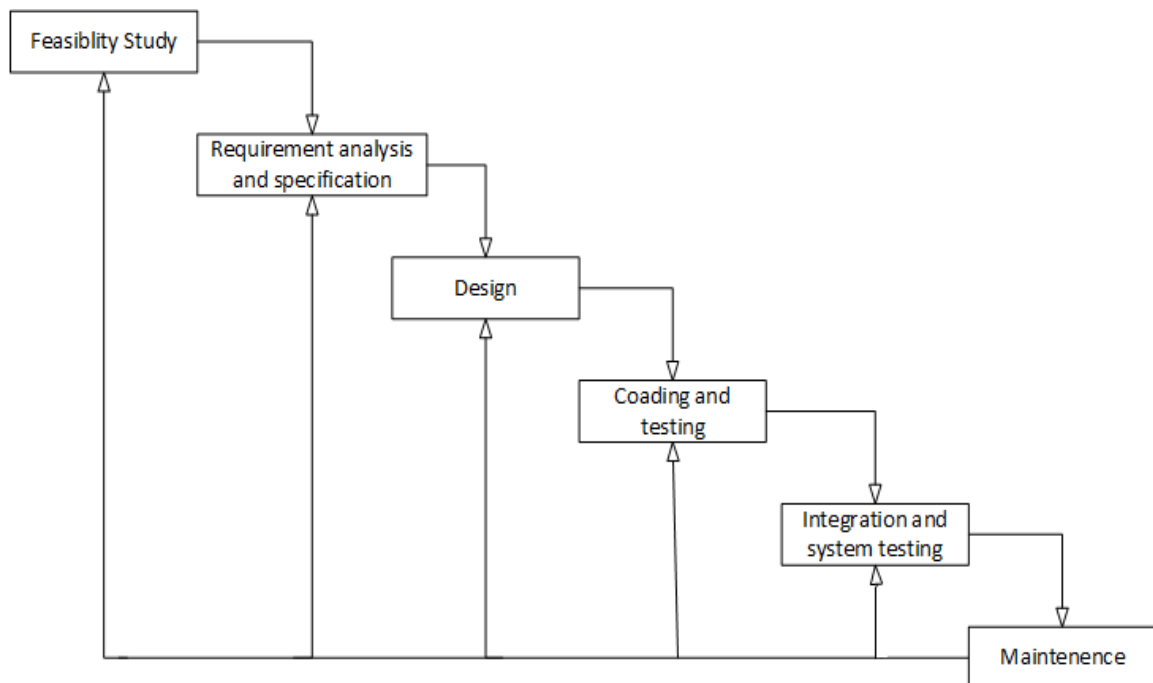 Feasiblity Study
Requirement analysis
and specification
Design
Coading and
testing
Integration and
system testing
Maintenence